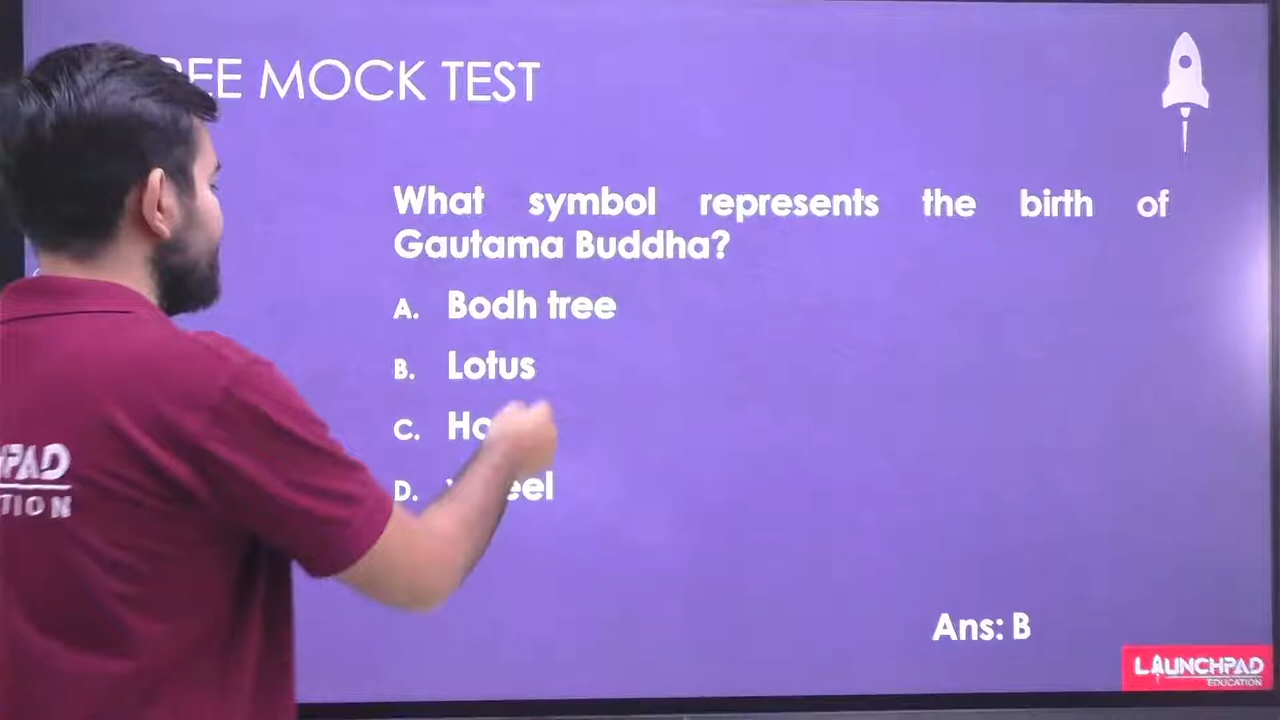 MOCK TEST
What symbol represents the birth of
Gautama Buddha?
A. Bodh tree
B. Lotus
C.
D.
Ans: B
LAUNCHPAD
EDUCATION